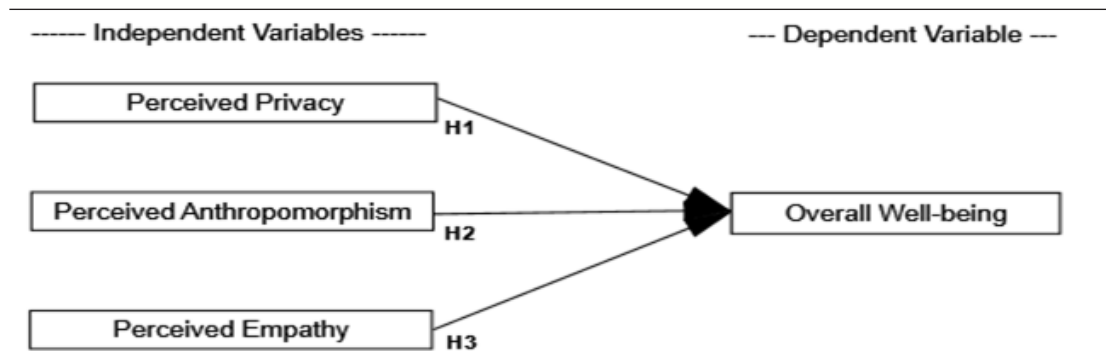 ------ Independent Variables ------
--- Dependent Variable ---
Perceived Privacy
H1
Perceived Anthropomorphism
H2
Overall Well-being
Perceived Empathy
H3